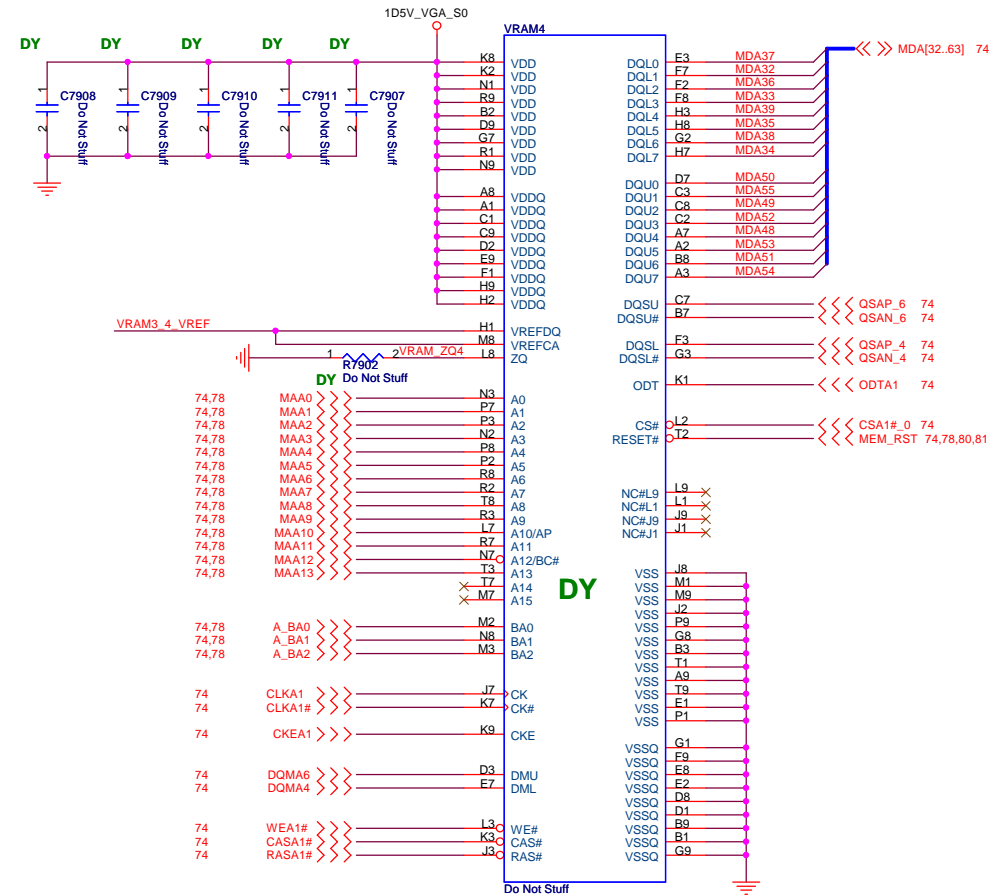 1D5V_VGA_S0
DY DY DY DY DY
VRAM4
1 1 1 1 1
C7908 C7909 C7910 C7911 C7907
Do Not Stuff Do Not Stuff Do Not Stuff Do Not Stuff Do Not Stuff
2 2 2 2 2
K8 VDD DQL0 E3 MDA37 MDA[32..63] 74
K2 VDD DQL1 F7 MDA32
N1 VDD DQL2 F2 MDA36
R9 VDD DQL3 F8 MDA33
B2 VDD DQL4 H3 MDA39
D9 VDD DQL5 H8 MDA35
G7 VDD DQL6 G2 MDA38
R1 VDD DQL7 H7 MDA34
N9 VDD
A8 VDDQ DQU0 D7 MDA50
A1 VDDQ DQU1 C3 MDA55
C1 VDDQ DQU2 C8 MDA49
C9 VDDQ DQU3 C2 MDA52
D2 VDDQ DQU4 A7 MDA48
E9 VDDQ DQU5 A2 MDA53
F1 VDDQ DQU6 B8 MDA51
H9 VDDQ DQU7 A3 MDA54
H2 VDDQ DQSU C7 QSAP_6 74
DQSU# B7 QSAN_6 74
VRAM3_4_VREF H1 VREFDQ
M8 VREFCA DQSL F3 QSAP_4 74
1 R7902 2 VRAM_ZQ4 L8 ZQ DQSL# G3 QSAN_4 74
DY Do Not Stuff
ODT K1 ODTA1 74
74,78 MAA0 N3 A0
74,78 MAA1 P7 A1
74,78 MAA2 P3 A2 CS# L2 CSA1#_0 74
74,78 MAA3 N2 A3 RESET# T2 MEM_RST 74,78,80,81
74,78 MAA4 P8 A4
74,78 MAA5 P2 A5
74,78 MAA6 R8 A6
74,78 MAA7 R2 A7 NC#L9 L9
74,78 MAA8 T8 A8 NC#L1 L1
74,78 MAA9 R3 A9 NC#J9 J9
74,78 MAA10 L7 A10/AP NC#J1 J1
74,78 MAA11 R7 A11
74,78 MAA12 N7 A12/BC#
74,78 MAA13 T3 A13 VSS J8
T7 A14 VSS M1
M7 A15 VSS M9
DY
VSS J2
74,78 A_BA0 M2 BA0 VSS P9
74,78 A_BA1 N8 BA1 VSS G8
74,78 A_BA2 M3 BA2 VSS B3
VSS T1
VSS A9
74 CLKA1 J7 CK VSS T9
74 CLKA1# K7 CK# VSS E1
VSS P1
74 CKEA1 K9 CKE
VSSQ G1
VSSQ F9
74 DQMA6 D3 DMU VSSQ E8
74 DQMA4 E7 DML VSSQ E2
VSSQ D8
VSSQ D1
74 WEA1# L3 WE# VSSQ B9
74 CASA1# K3 CAS# VSSQ B1
74 RASA1# J3 RAS# VSSQ G9
Do Not Stuff